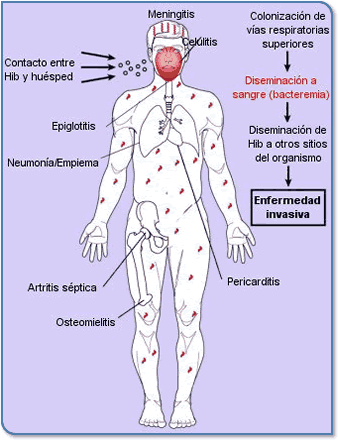 Meningitis
Celulitis
Contacto entre
Hib y huésped
Epiglotitis
Neumonía/Empiema
Artritis séptica
Osteomielitis
Pericarditis
Colonización de
vías respiratorias
superiores
Diseminación a
sangre (bacteremia)
Diseminación de
Hib a otros sitios
del organismo
Enfermedad
invasiva